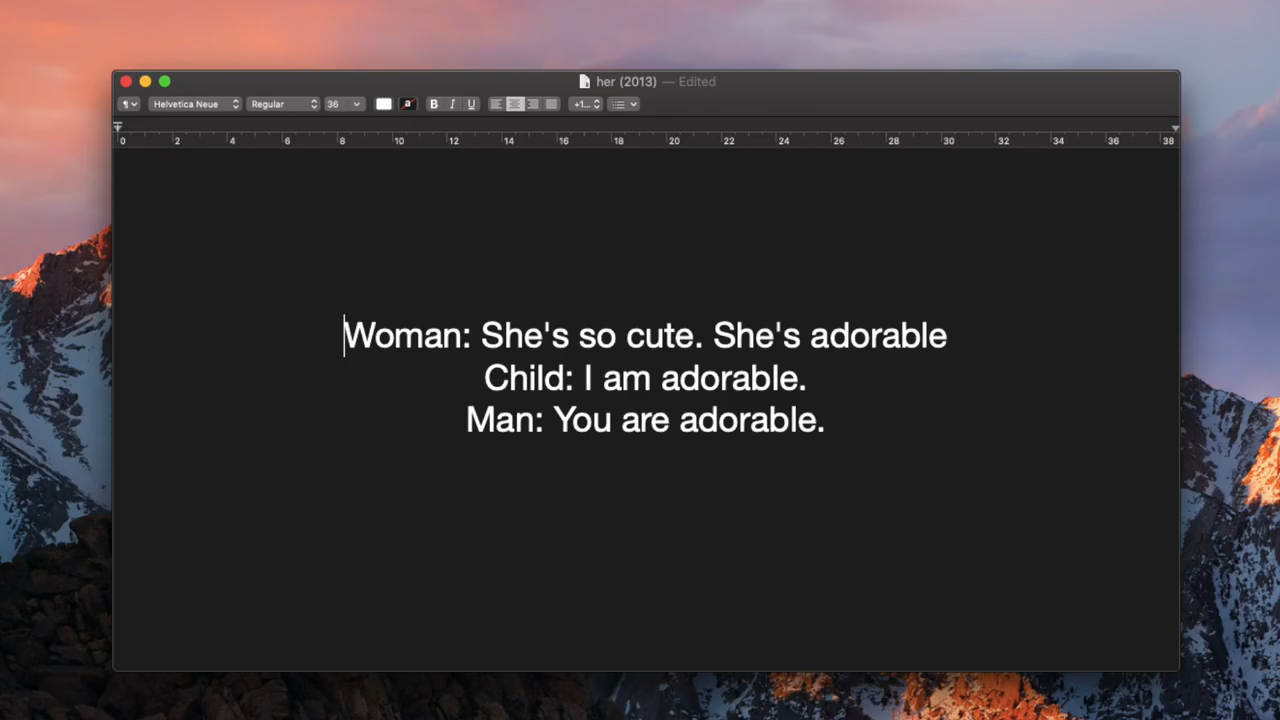 her (2013) — Edited
¶ Helvetica Neue Regular 36 a B I U +1...
0 2 4 6 8 10 12 14 16 18 20 22 24 26 28 30 32 34 36 38
Woman: She's so cute. She's adorable
Child: I am adorable.
Man: You are adorable.